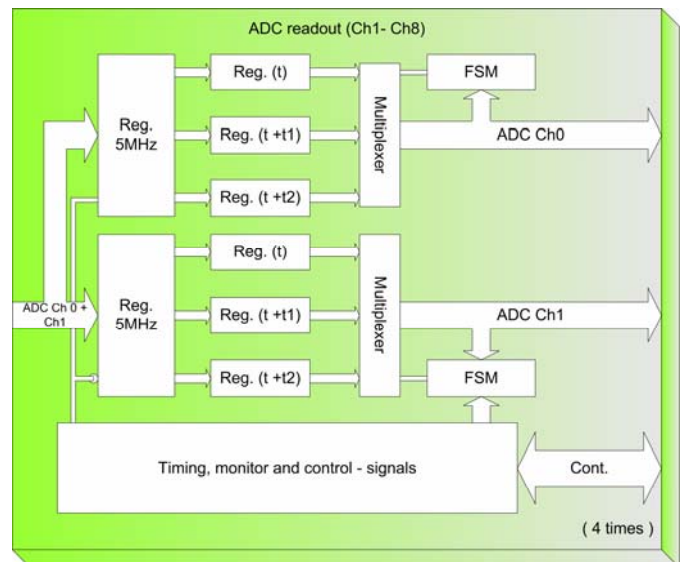 ADC readout (Ch1- Ch8)
Reg. (t)
FSM
Reg.
5MHz
Reg. (t +t1)
Multiplexer
ADC Ch0
Reg. (t +t2)
Reg. (t)
ADC Ch 0 +
Ch1
Reg.
5MHz
Reg. (t +t1)
Multiplexer
ADC Ch1
Reg. (t +t2)
FSM
Timing, monitor and control - signals
Cont.
( 4 times )